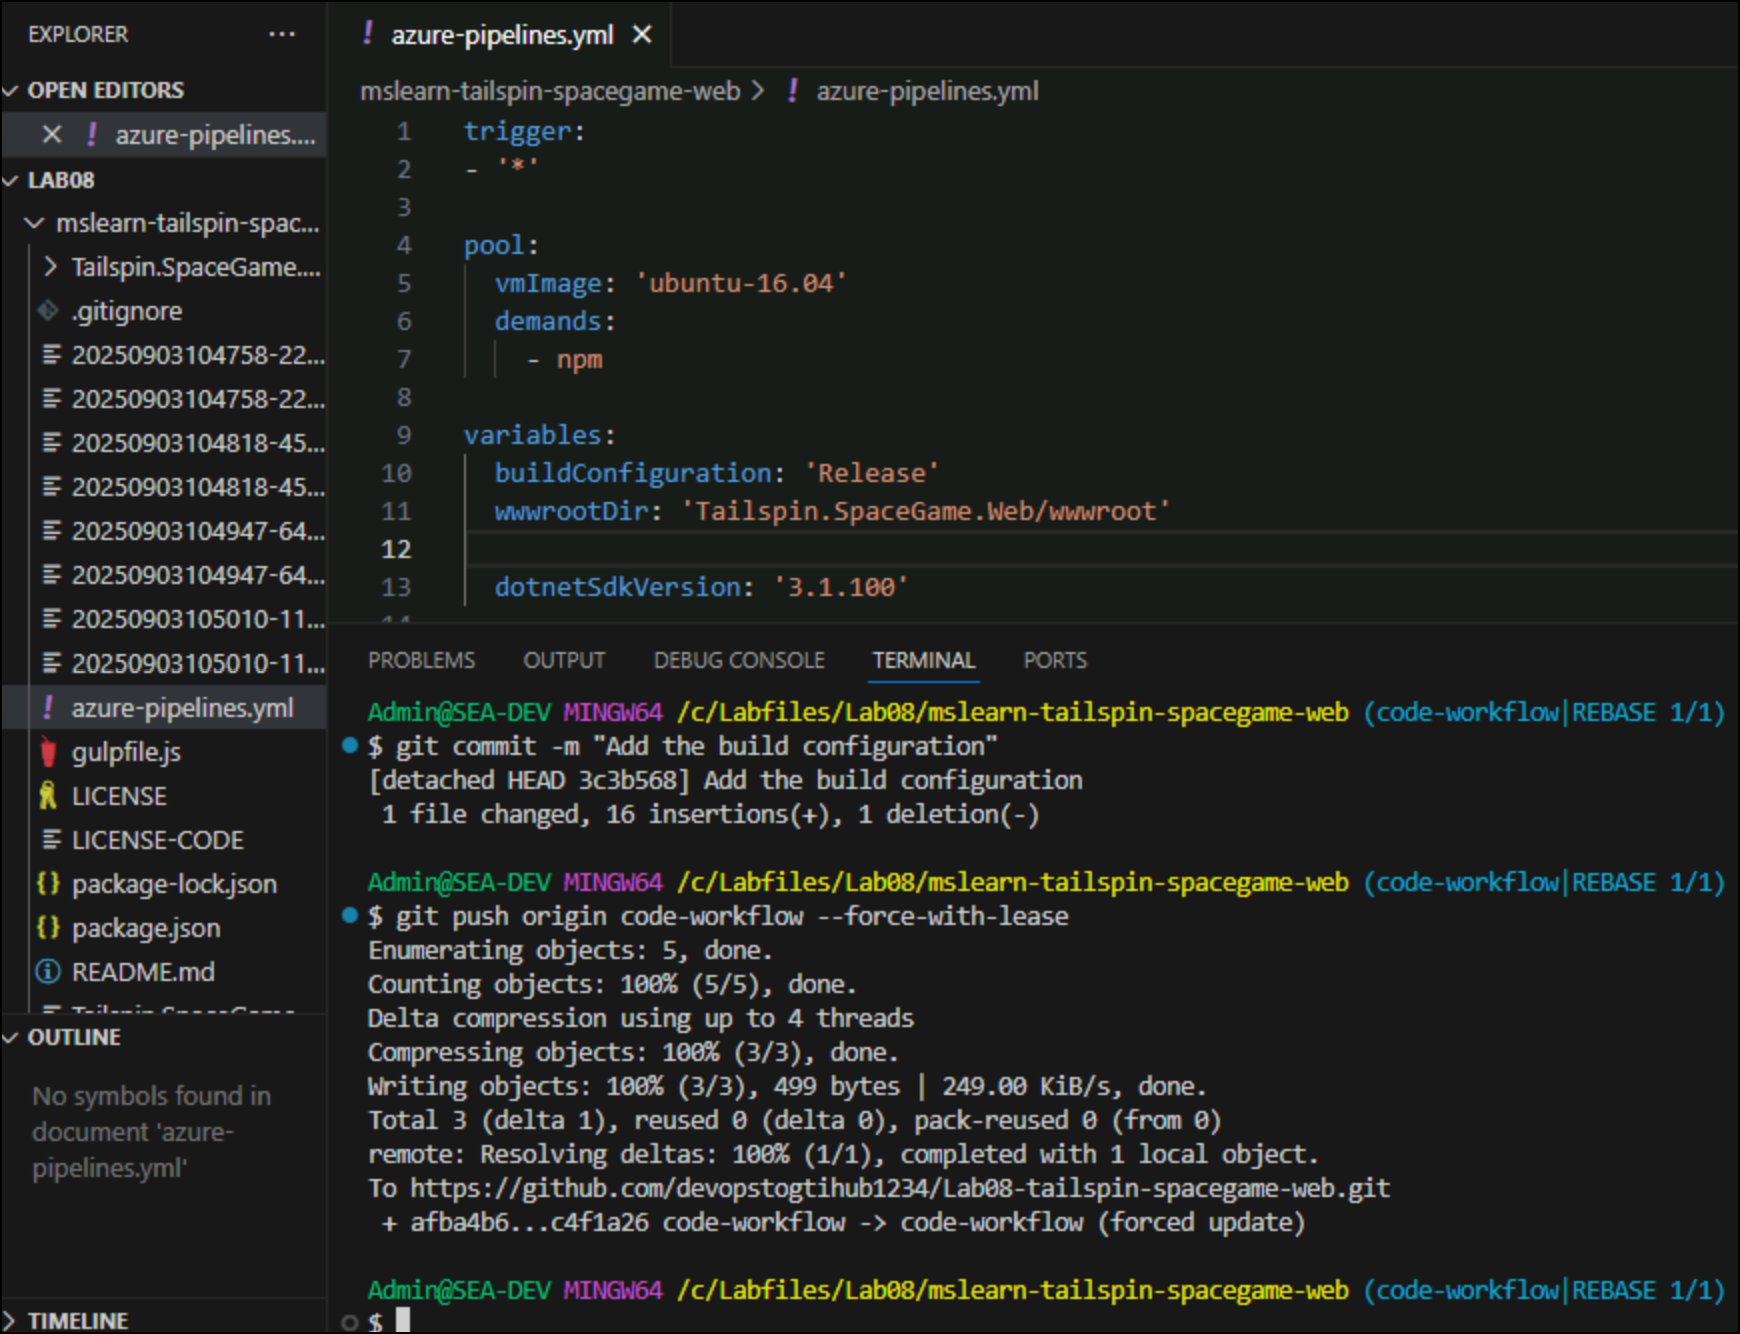 EXPLORER ...
OPEN EDITORS
azure-pipelines....
LAB08
mslearn-tailspin-spac...
Tailspin.SpaceGame....
.gitignore
20250903104758-22...
20250903104758-22...
20250903104818-45...
20250903104818-45...
20250903104947-64...
20250903104947-64...
20250903105010-11...
20250903105010-11...
azure-pipelines.yml
gulpfile.js
LICENSE
LICENSE-CODE
package-lock.json
package.json
README.md
OUTLINE
No symbols found in
document 'azure-
pipelines.yml'
TIMELINE
azure-pipelines.yml
mslearn-tailspin-spacegame-web > ! azure-pipelines.yml
1 trigger:
2 - '*'
3
4 pool:
5 vmImage: 'ubuntu-16.04'
6 demands:
7 - npm
8
9 variables:
10 buildConfiguration: 'Release'
11 wwwrootDir: 'Tailspin.SpaceGame.Web/wwwroot'
12
13 dotnetSdkVersion: '3.1.100'
PROBLEMS OUTPUT DEBUG CONSOLE TERMINAL PORTS
Admin@SEA-DEV MINGW64 /c/Labfiles/Lab08/mslearn-tailspin-spacegame-web (code-workflow|REBASE 1/1)
$ git commit -m "Add the build configuration"
[detached HEAD 3c3b568] Add the build configuration
1 file changed, 16 insertions(+), 1 deletion(-)
Admin@SEA-DEV MINGW64 /c/Labfiles/Lab08/mslearn-tailspin-spacegame-web (code-workflow|REBASE 1/1)
$ git push origin code-workflow --force-with-lease
Enumerating objects: 5, done.
Counting objects: 100% (5/5), done.
Delta compression using up to 4 threads
Compressing objects: 100% (3/3), done.
Writing objects: 100% (3/3), 499 bytes | 249.00 KiB/s, done.
Total 3 (delta 1), reused 0 (delta 0), pack-reused 0 (from 0)
remote: Resolving deltas: 100% (1/1), completed with 1 local object.
To https://github.com/devopstogtihub1234/Lab08-tailspin-spacegame-web.git
+ afba4b6...c4f1a26 code-workflow -> code-workflow (forced update)
Admin@SEA-DEV MINGW64 /c/Labfiles/Lab08/mslearn-tailspin-spacegame-web (code-workflow|REBASE 1/1)
$